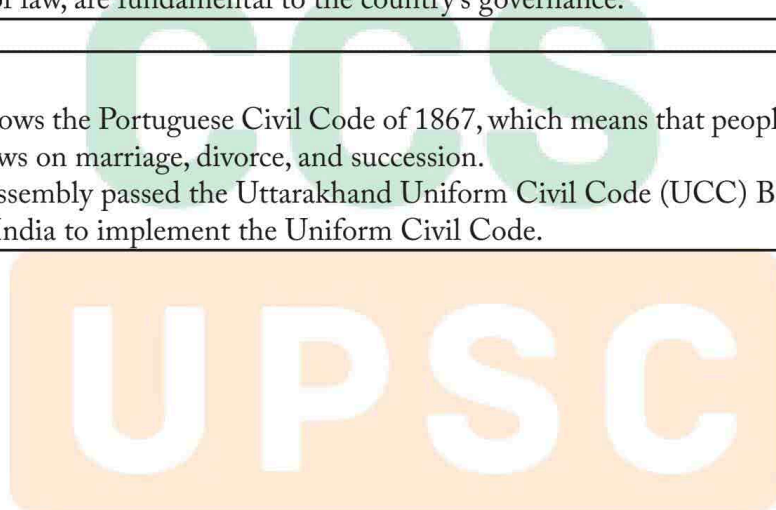 of law, are fundamental to the country's governance.
CCS
ows the Portuguese Civil Code of 1867, which means that peopl
ws on marriage, divorce, and succession.
ssembly passed the Uttarakhand Uniform Civil Code (UCC) B
India to implement the Uniform Civil Code.
UPSC